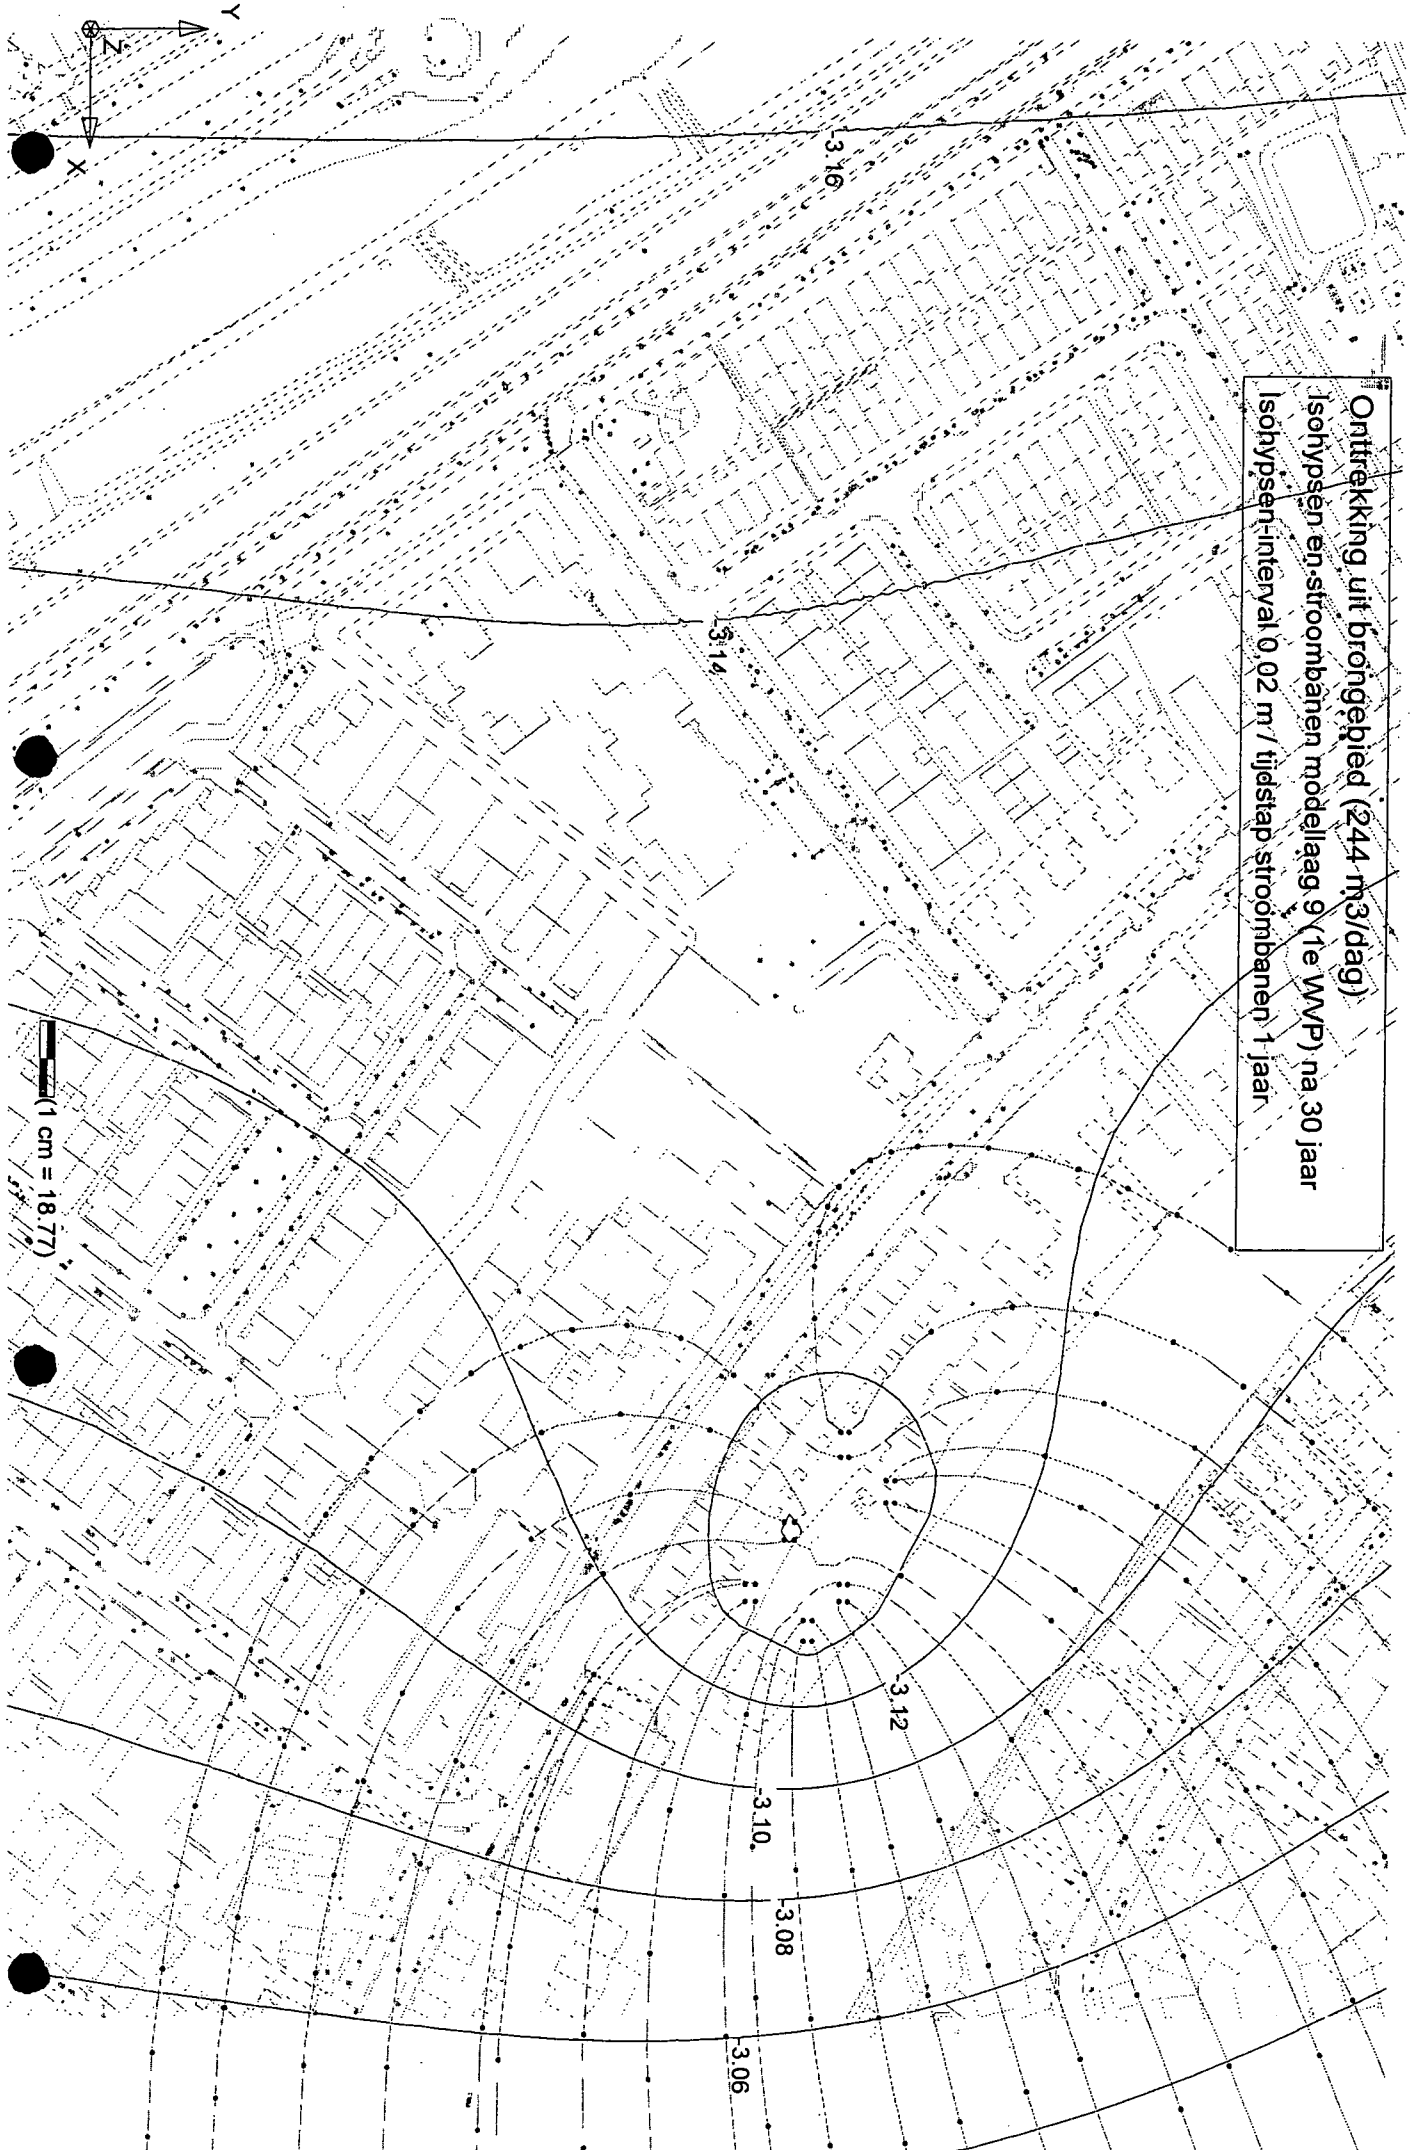 Onttrekking uit brongebied (244 m3/dag)
Isohypsen en stroombanen modellaag 9 (1e WVP) na 30 jaar
Isohypsen-interval 0,02 m / tijdstap stroombanen 1 jaar
Y
Z
X
-3.16
-3.14
-3.12
-3.10
-3.08
-3.06
(1 cm = 18.77)